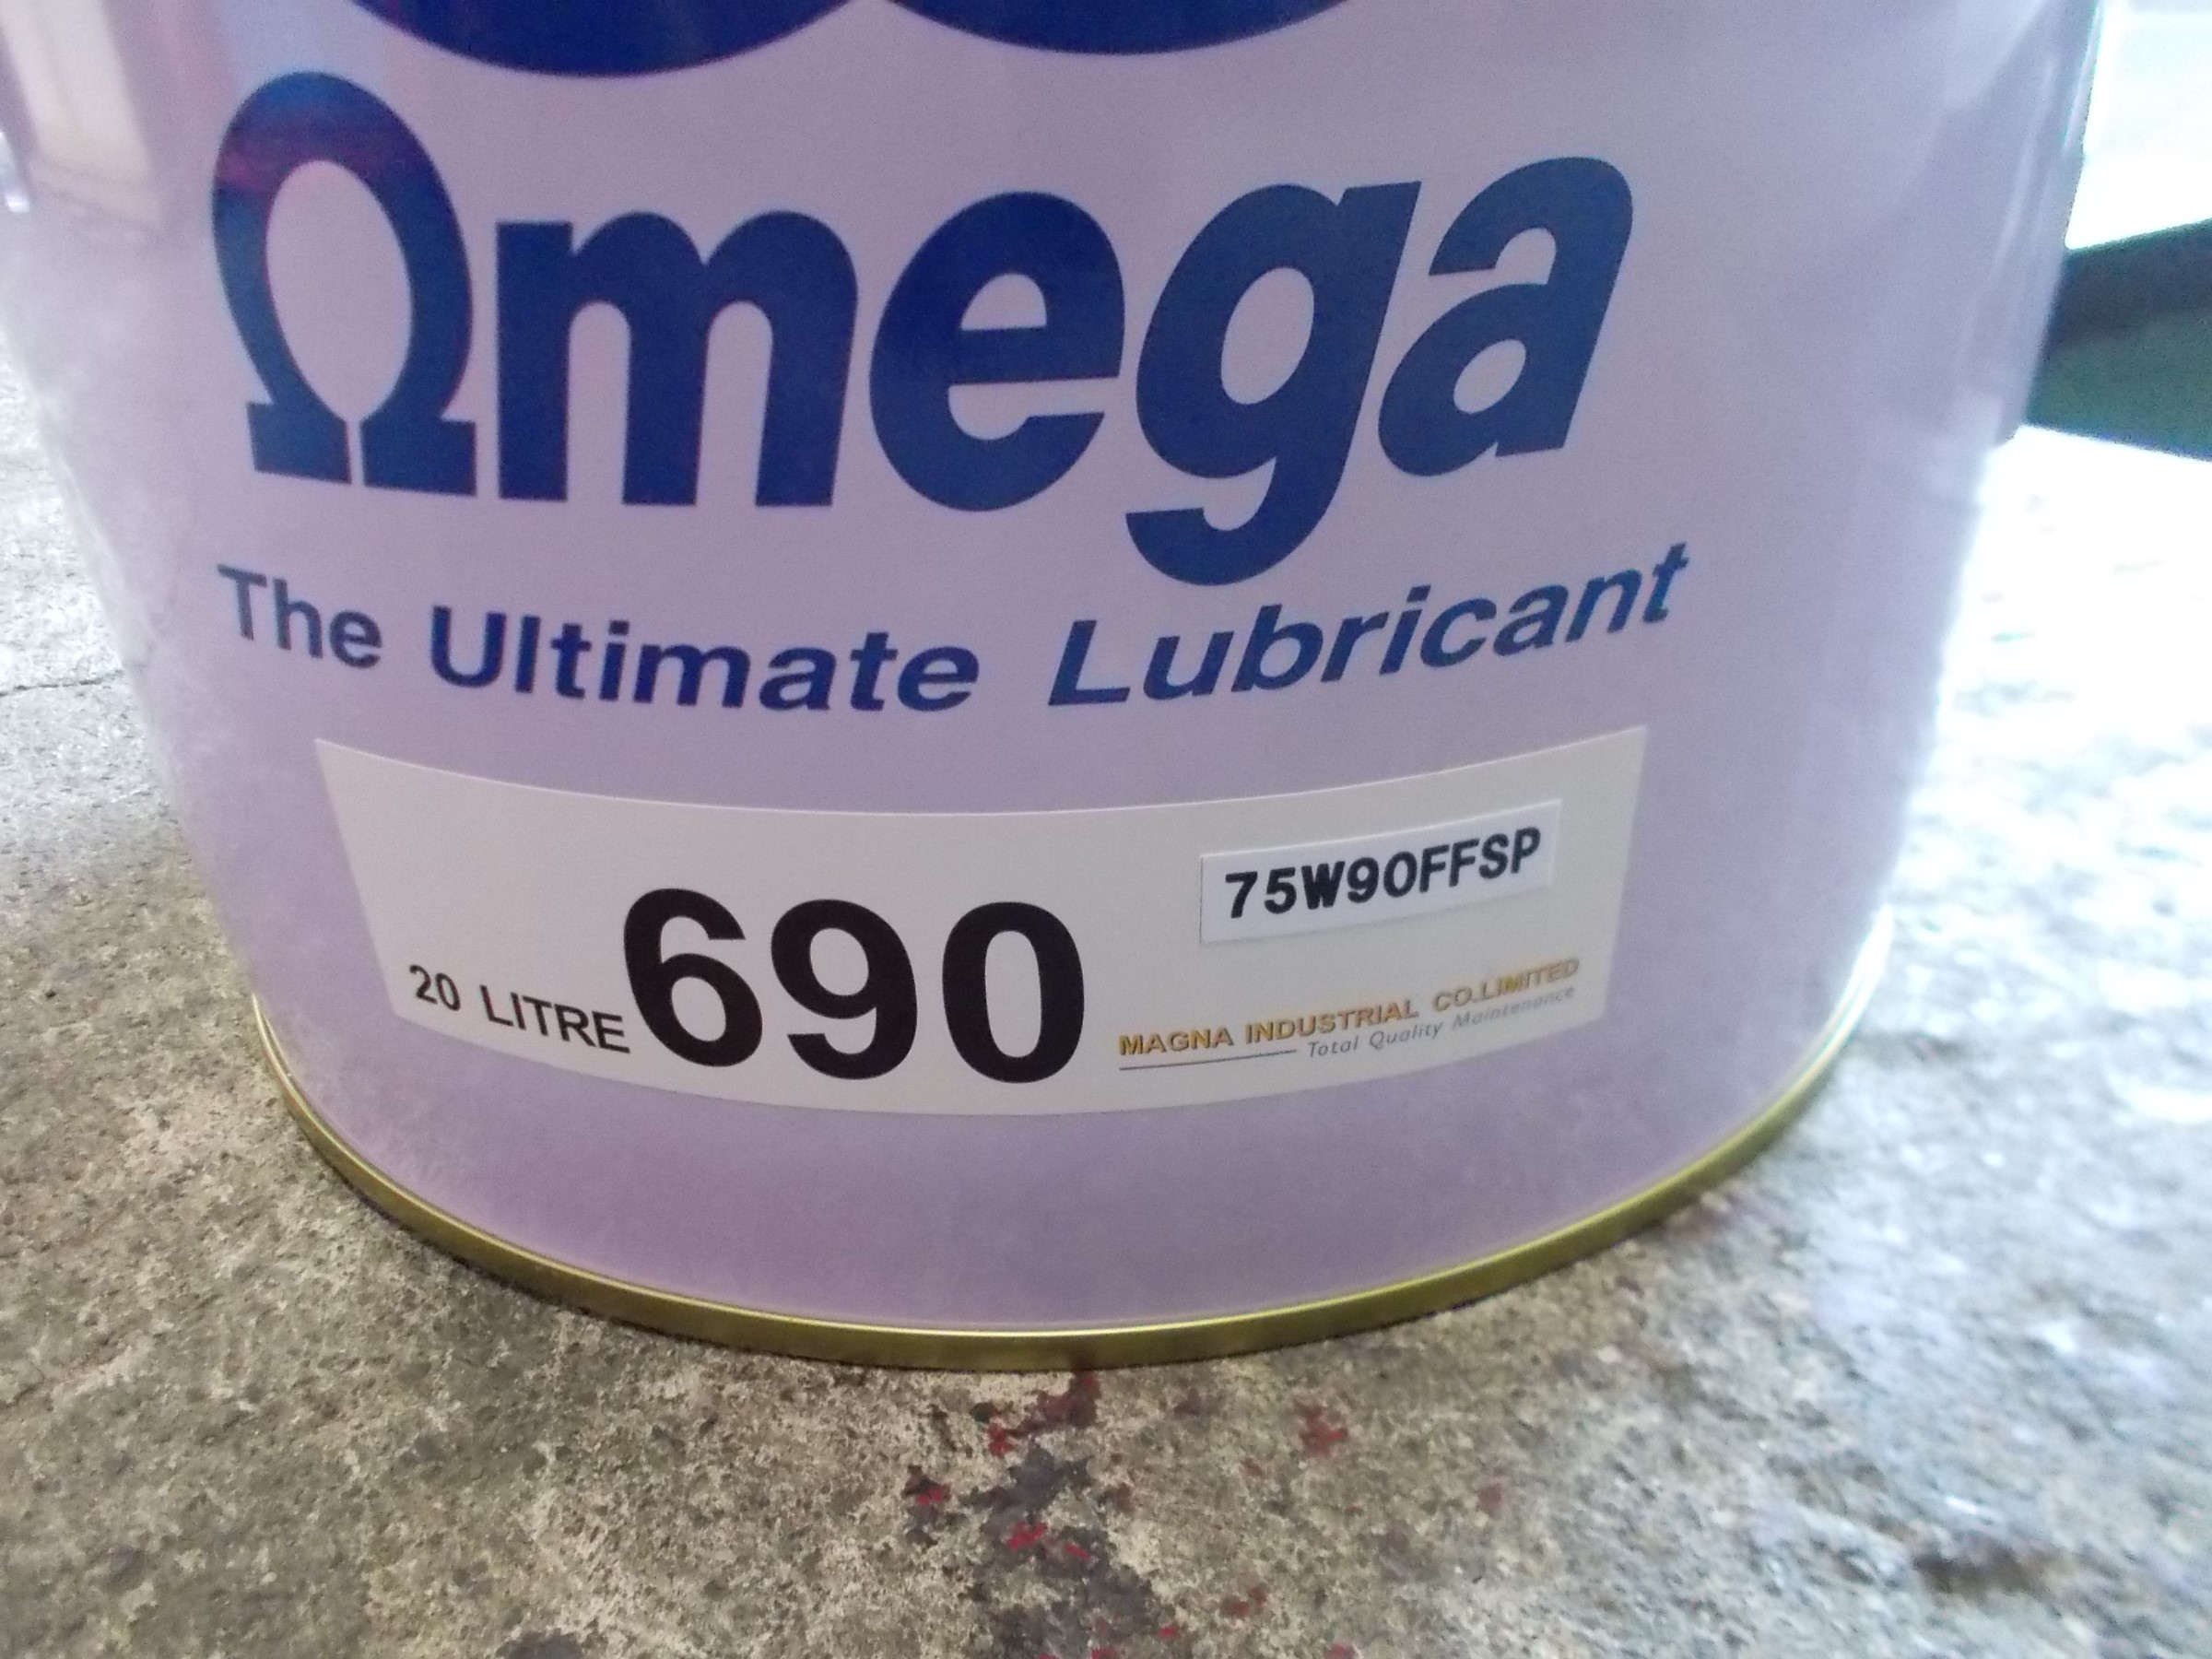 Ωmega
The Ultimate Lubricant
75W90FFSP
20 LITRE 690
MAGNA INDUSTRIAL CO.LIMITED
Total Quality Maintenance